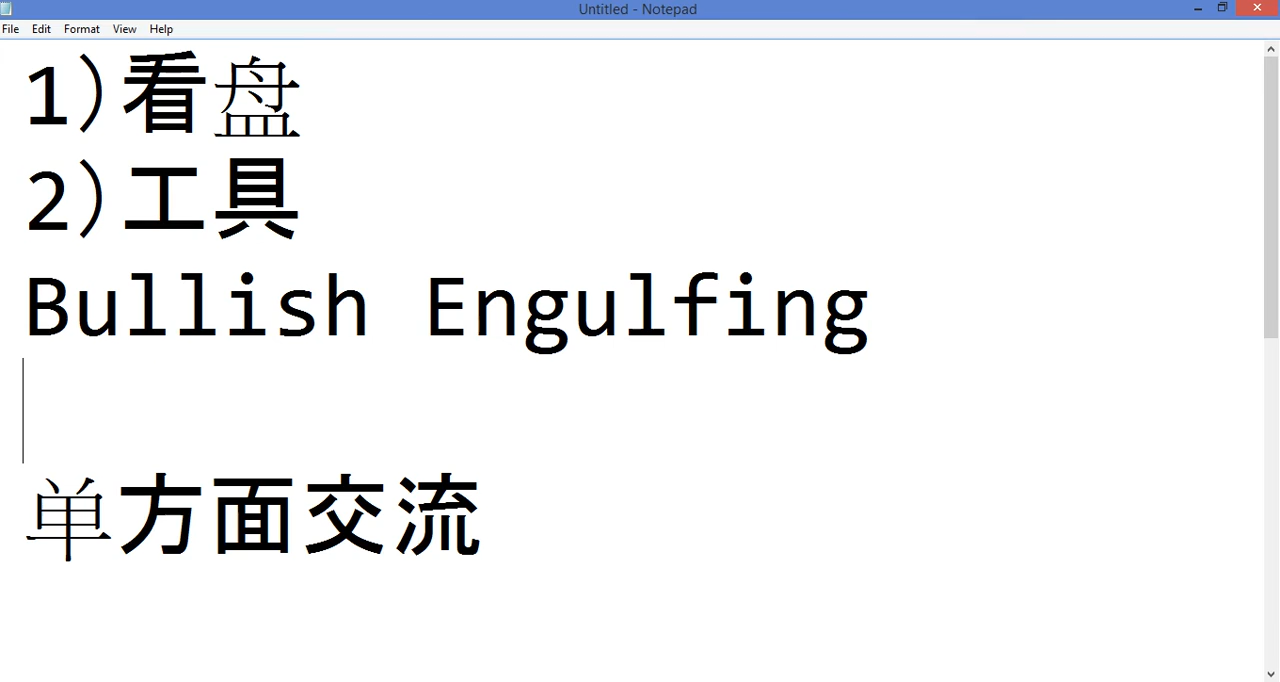 Untitled - Notepad
File Edit Format View Help
1)看盘
2)工具
Bullish Engulfing
单方面交流